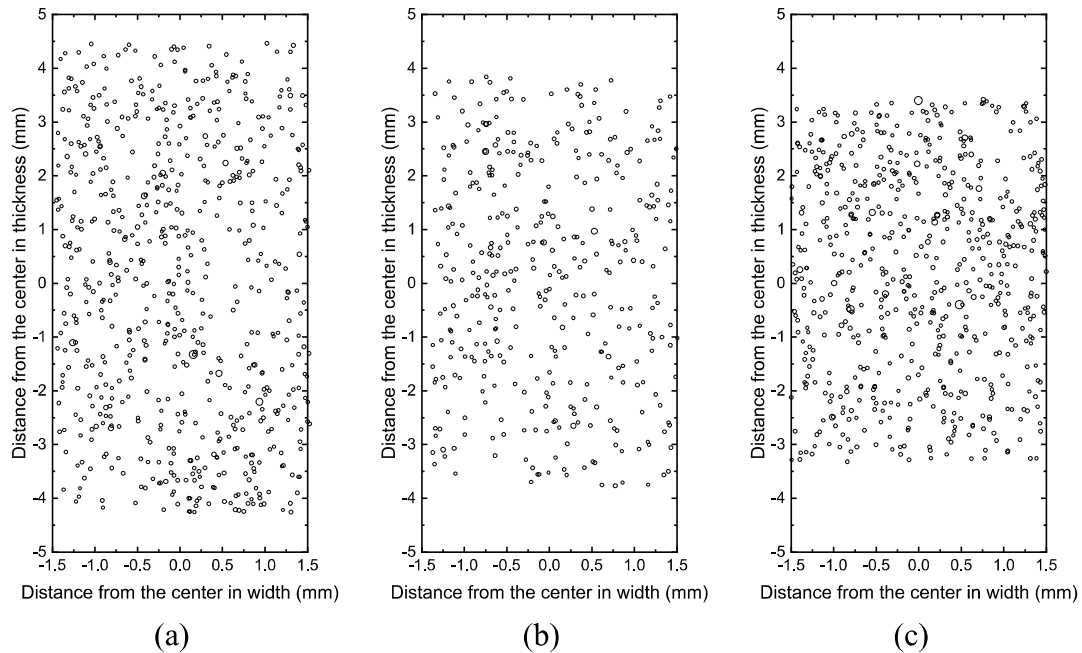 Distance from the center in thickness (mm)
5
4
3
2
1
0
-1
-2
-3
-4
-5
-1.5 -1.0 -0.5 0.0 0.5 1.0 1.5
Distance from the center in width (mm)
(a)
Distance from the center in thickness (mm)
5
4
3
2
1
0
-1
-2
-3
-4
-5
-1.5 -1.0 -0.5 0.0 0.5 1.0 1.5
Distance from the center in width (mm)
(b)
Distance from the center in thickness (mm)
5
4
3
2
1
0
-1
-2
-3
-4
-5
-1.5 -1.0 -0.5 0.0 0.5 1.0 1.5
Distance from the center in width (mm)
(c)